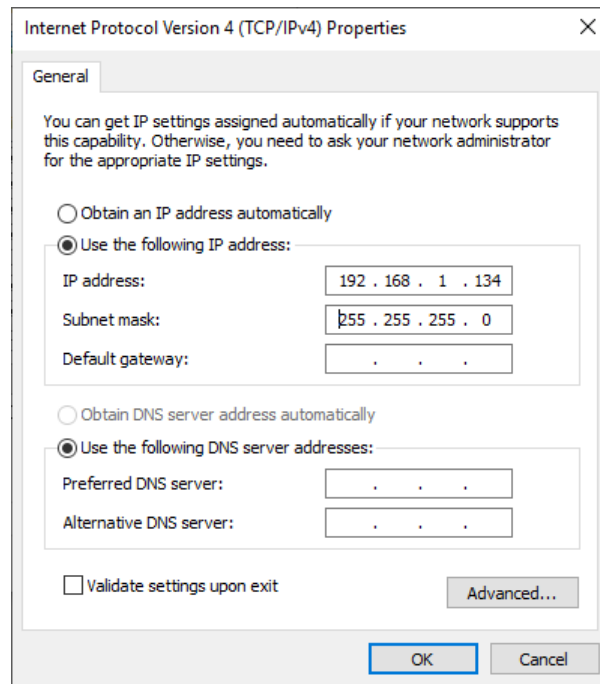 Internet Protocol Version 4 (TCP/IPv4) Properties
General
You can get IP settings assigned automatically if your network supports
this capability. Otherwise, you need to ask your network administrator
for the appropriate IP settings.
Obtain an IP address automatically
Use the following IP address:
IP address: 192 . 168 . 1 . 134
Subnet mask: 255 . 255 . 255 . 0
Default gateway: . . .
Obtain DNS server address automatically
Use the following DNS server addresses:
Preferred DNS server: . . .
Alternative DNS server: . . .
Validate settings upon exit
Advanced...
OK Cancel